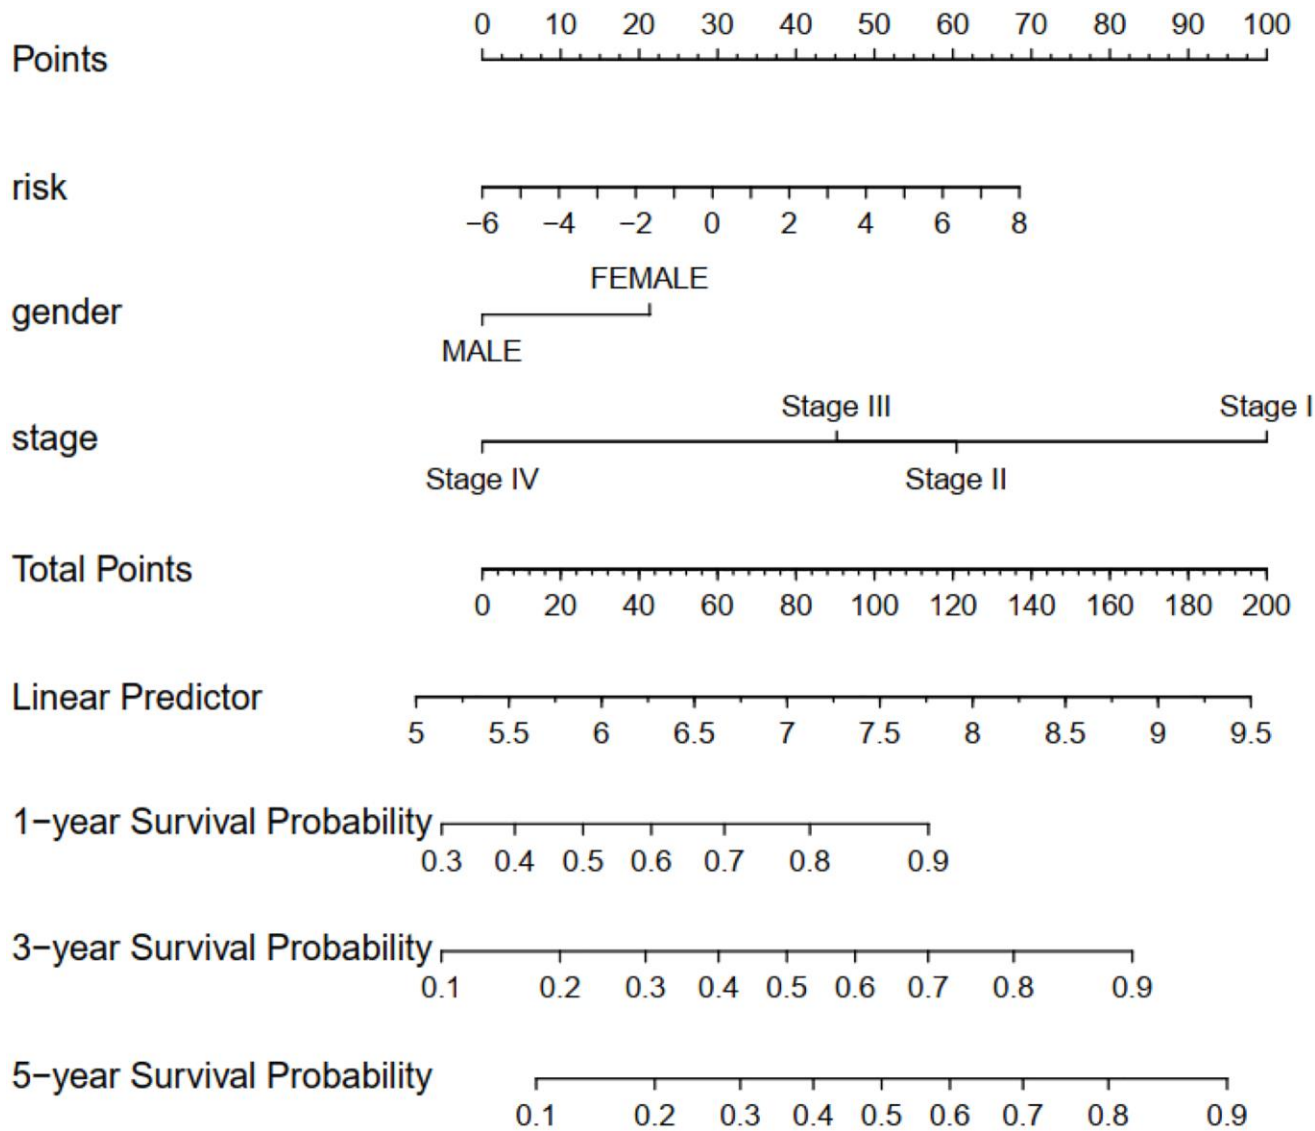 0 10 20 30 40 50 60 70 80 90 100
Points
risk
−6 −4 −2 0 2 4 6 8
FEMALE
gender
MALE
Stage III Stage I
stage
Stage IV Stage II
Total Points
0 20 40 60 80 100 120 140 160 180 200
Linear Predictor
5 5.5 6 6.5 7 7.5 8 8.5 9 9.5
1−year Survival Probability
0.3 0.4 0.5 0.6 0.7 0.8 0.9
3−year Survival Probability
0.1 0.2 0.3 0.4 0.5 0.6 0.7 0.8 0.9
5−year Survival Probability
0.1 0.2 0.3 0.4 0.5 0.6 0.7 0.8 0.9